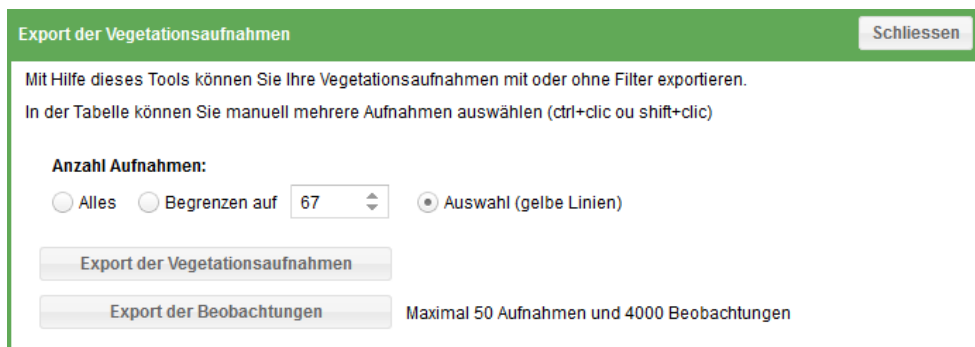 Export der Vegetationsaufnahmen Schliessen
Mit Hilfe dieses Tools können Sie Ihre Vegetationsaufnahmen mit oder ohne Filter exportieren.
In der Tabelle können Sie manuell mehrere Aufnahmen auswählen (ctrl+clic ou shift+clic)
Anzahl Aufnahmen:
Alles Begrenzen auf 67 Auswahl (gelbe Linien)
Export der Vegetationsaufnahmen
Export der Beobachtungen Maximal 50 Aufnahmen und 4000 Beobachtungen